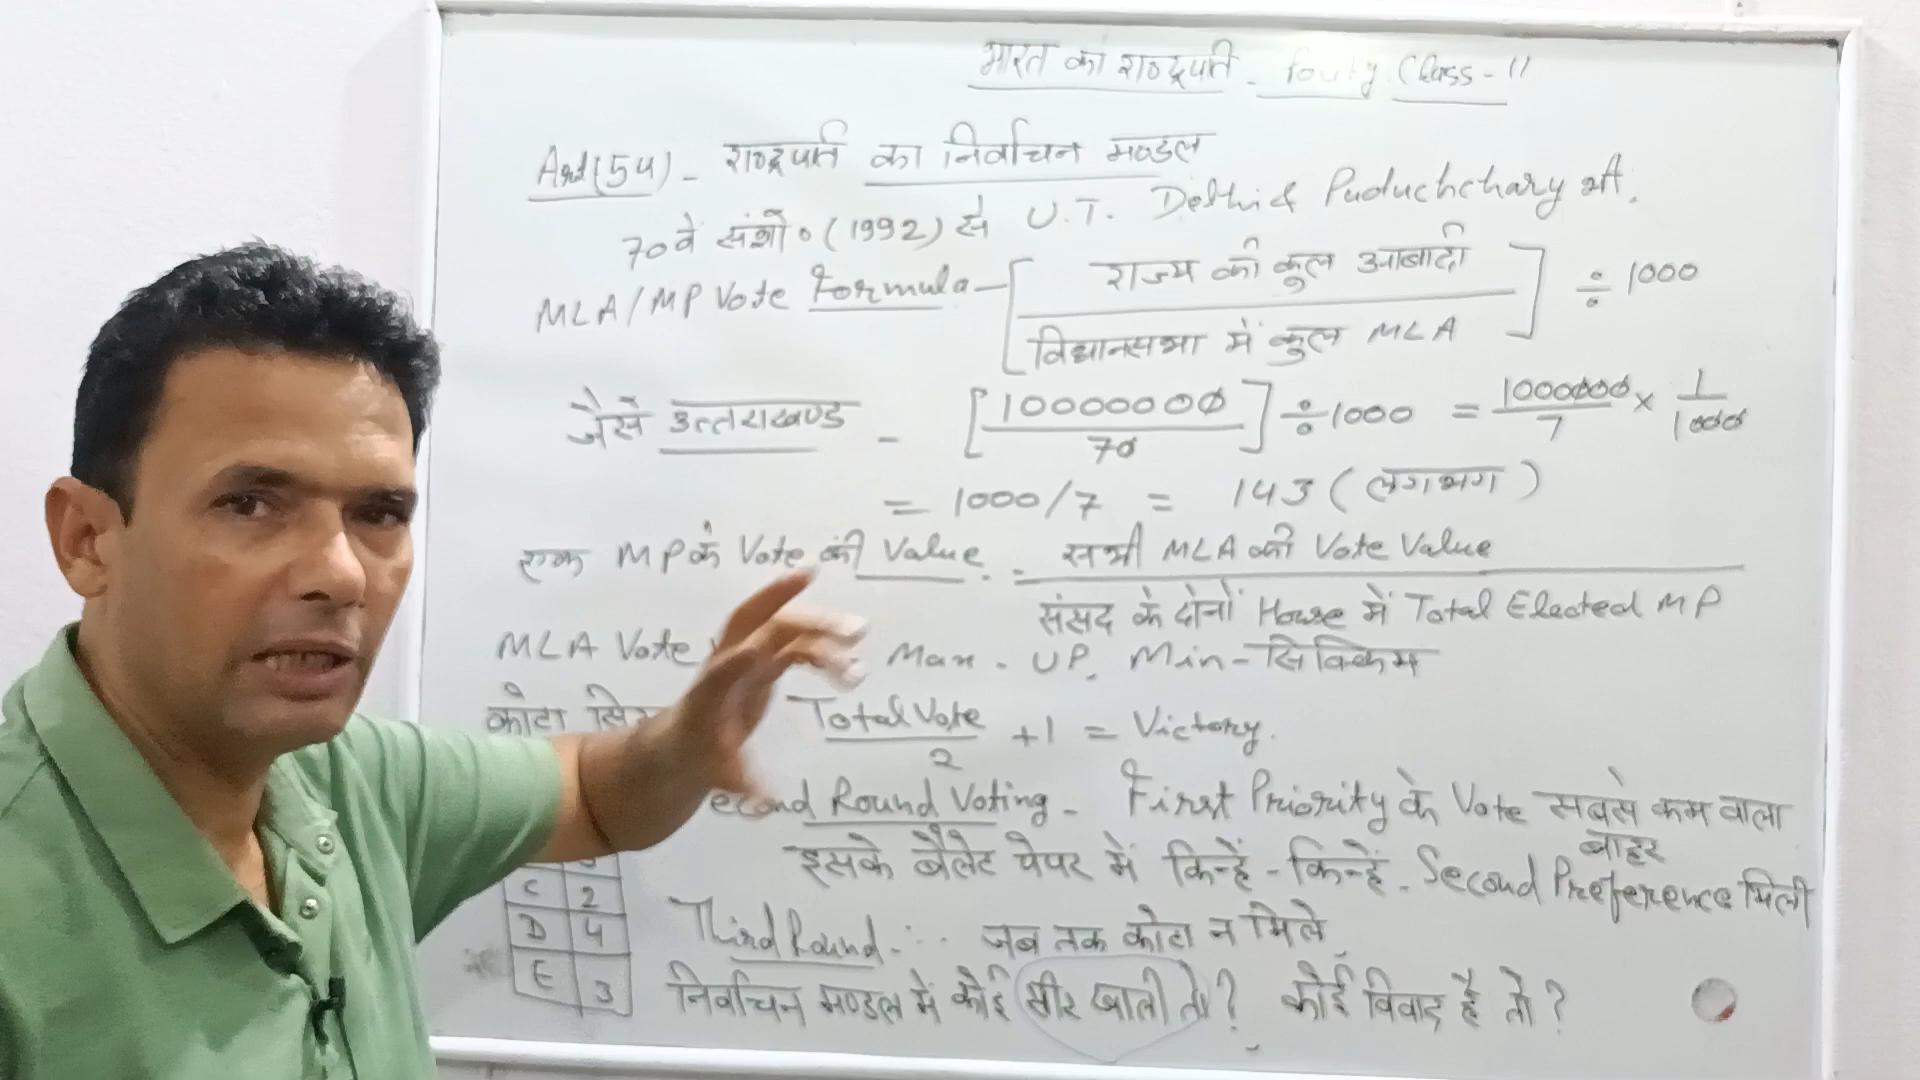 भारत का राष्ट्रपति - Class - 11
Art(54) - राष्ट्रपति का निर्वाचन मण्डल
70वे संशो० (1992) से U.T. Delhi & Puduchchary भी.
MLA/MP Vote Formula - [राज्य की कुल आबादी / विधानसभा में कुल MLA] ÷ 1000
जैसे उत्तराखण्ड - [10000000 / 70] ÷ 1000 = 1000000/7 × 1/1000
= 1000/7 = 143 (लगभग)
एक MP के Vote की Value. - सभी MLA की Vote Value
संसद के दोनों House में Total Elected MP
MLA Vote Max. UP. Min - सिक्किम
कोटा Total Vote / 2 + 1 = Victory.
econd Round Voting - First Priority के Vote सबसे कम वाला
बाहर
इसके बैलेट पेपर में किन्हें - किन्हें. Second Preference मिली
C 2
D 4
E 3
Third Round - जब तक कोटा न मिले
निर्वाचन मण्डल में कोई सीट खाली तो? कोई विवाद है तो?